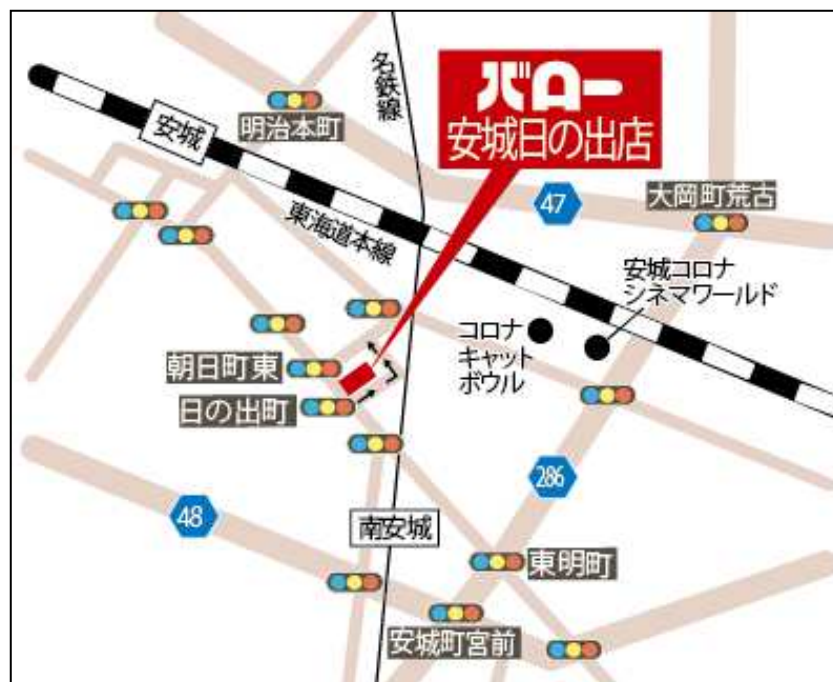 名鉄線
バロー
安城日の出店
明治本町
安城
東海道本線
47
大岡町荒古
安城コロナ
シネマワールド
コロナ
キャット
ボウル
朝日町東
日の出町
286
48
南安城
東明町
安城町宮前